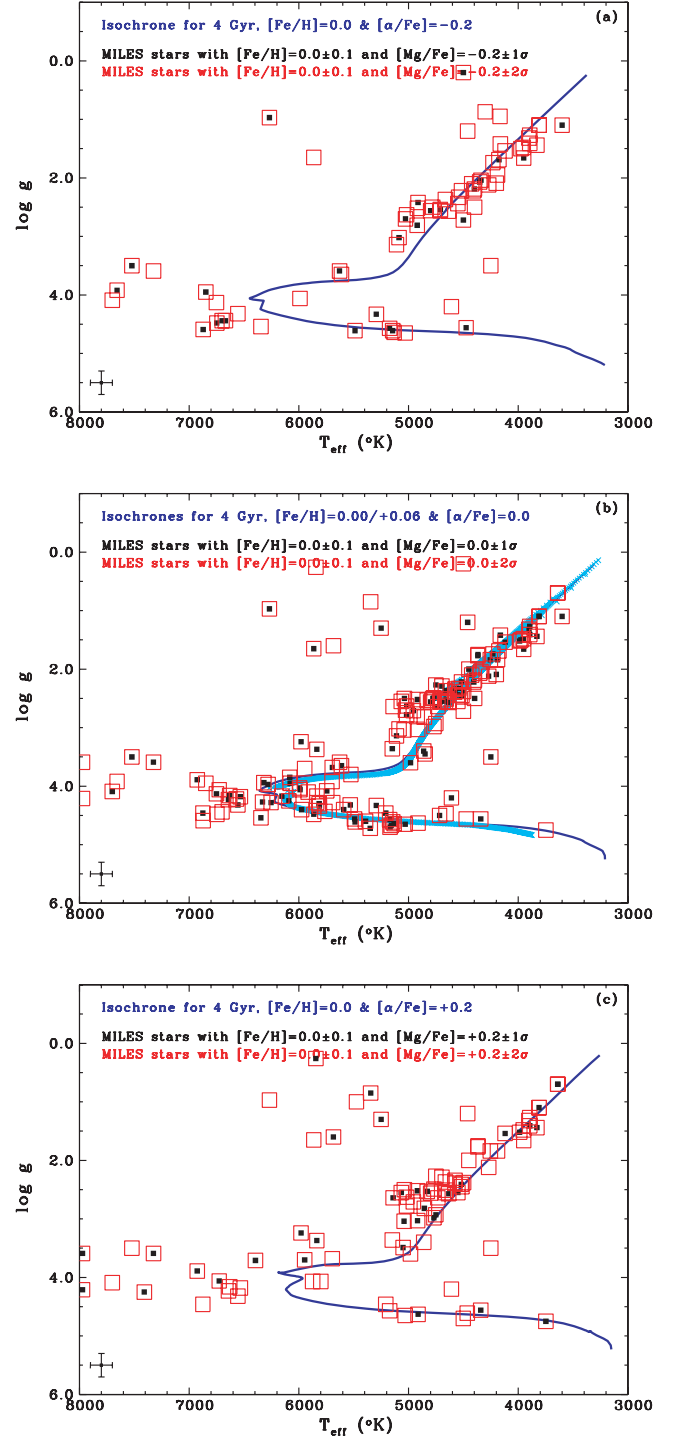 (a)
Isochrone for 4 Gyr, [Fe/H]=0.0 & [α/Fe]=−0.2
MILES stars with [Fe/H]=0.0±0.1 and [Mg/Fe]=−0.2±1σ
MILES stars with [Fe/H]=0.0±0.1 and [Mg/Fe]=−0.2±2σ
0.0
2.0
4.0
6.0
log g
8000 7000 6000 5000 4000 3000
T_eff (°K)
(b)
Isochrones for 4 Gyr, [Fe/H]=0.00/+0.06 & [α/Fe]=0.0
MILES stars with [Fe/H]=0.0±0.1 and [Mg/Fe]=0.0±1σ
MILES stars with [Fe/H]=0.0±0.1 and [Mg/Fe]=0.0±2σ
0.0
2.0
4.0
6.0
log g
8000 7000 6000 5000 4000 3000
T_eff (°K)
(c)
Isochrone for 4 Gyr, [Fe/H]=0.0 & [α/Fe]=+0.2
MILES stars with [Fe/H]=0.0±0.1 and [Mg/Fe]=+0.2±1σ
MILES stars with [Fe/H]=0.0±0.1 and [Mg/Fe]=+0.2±2σ
0.0
2.0
4.0
6.0
log g
8000 7000 6000 5000 4000 3000
T_eff (°K)